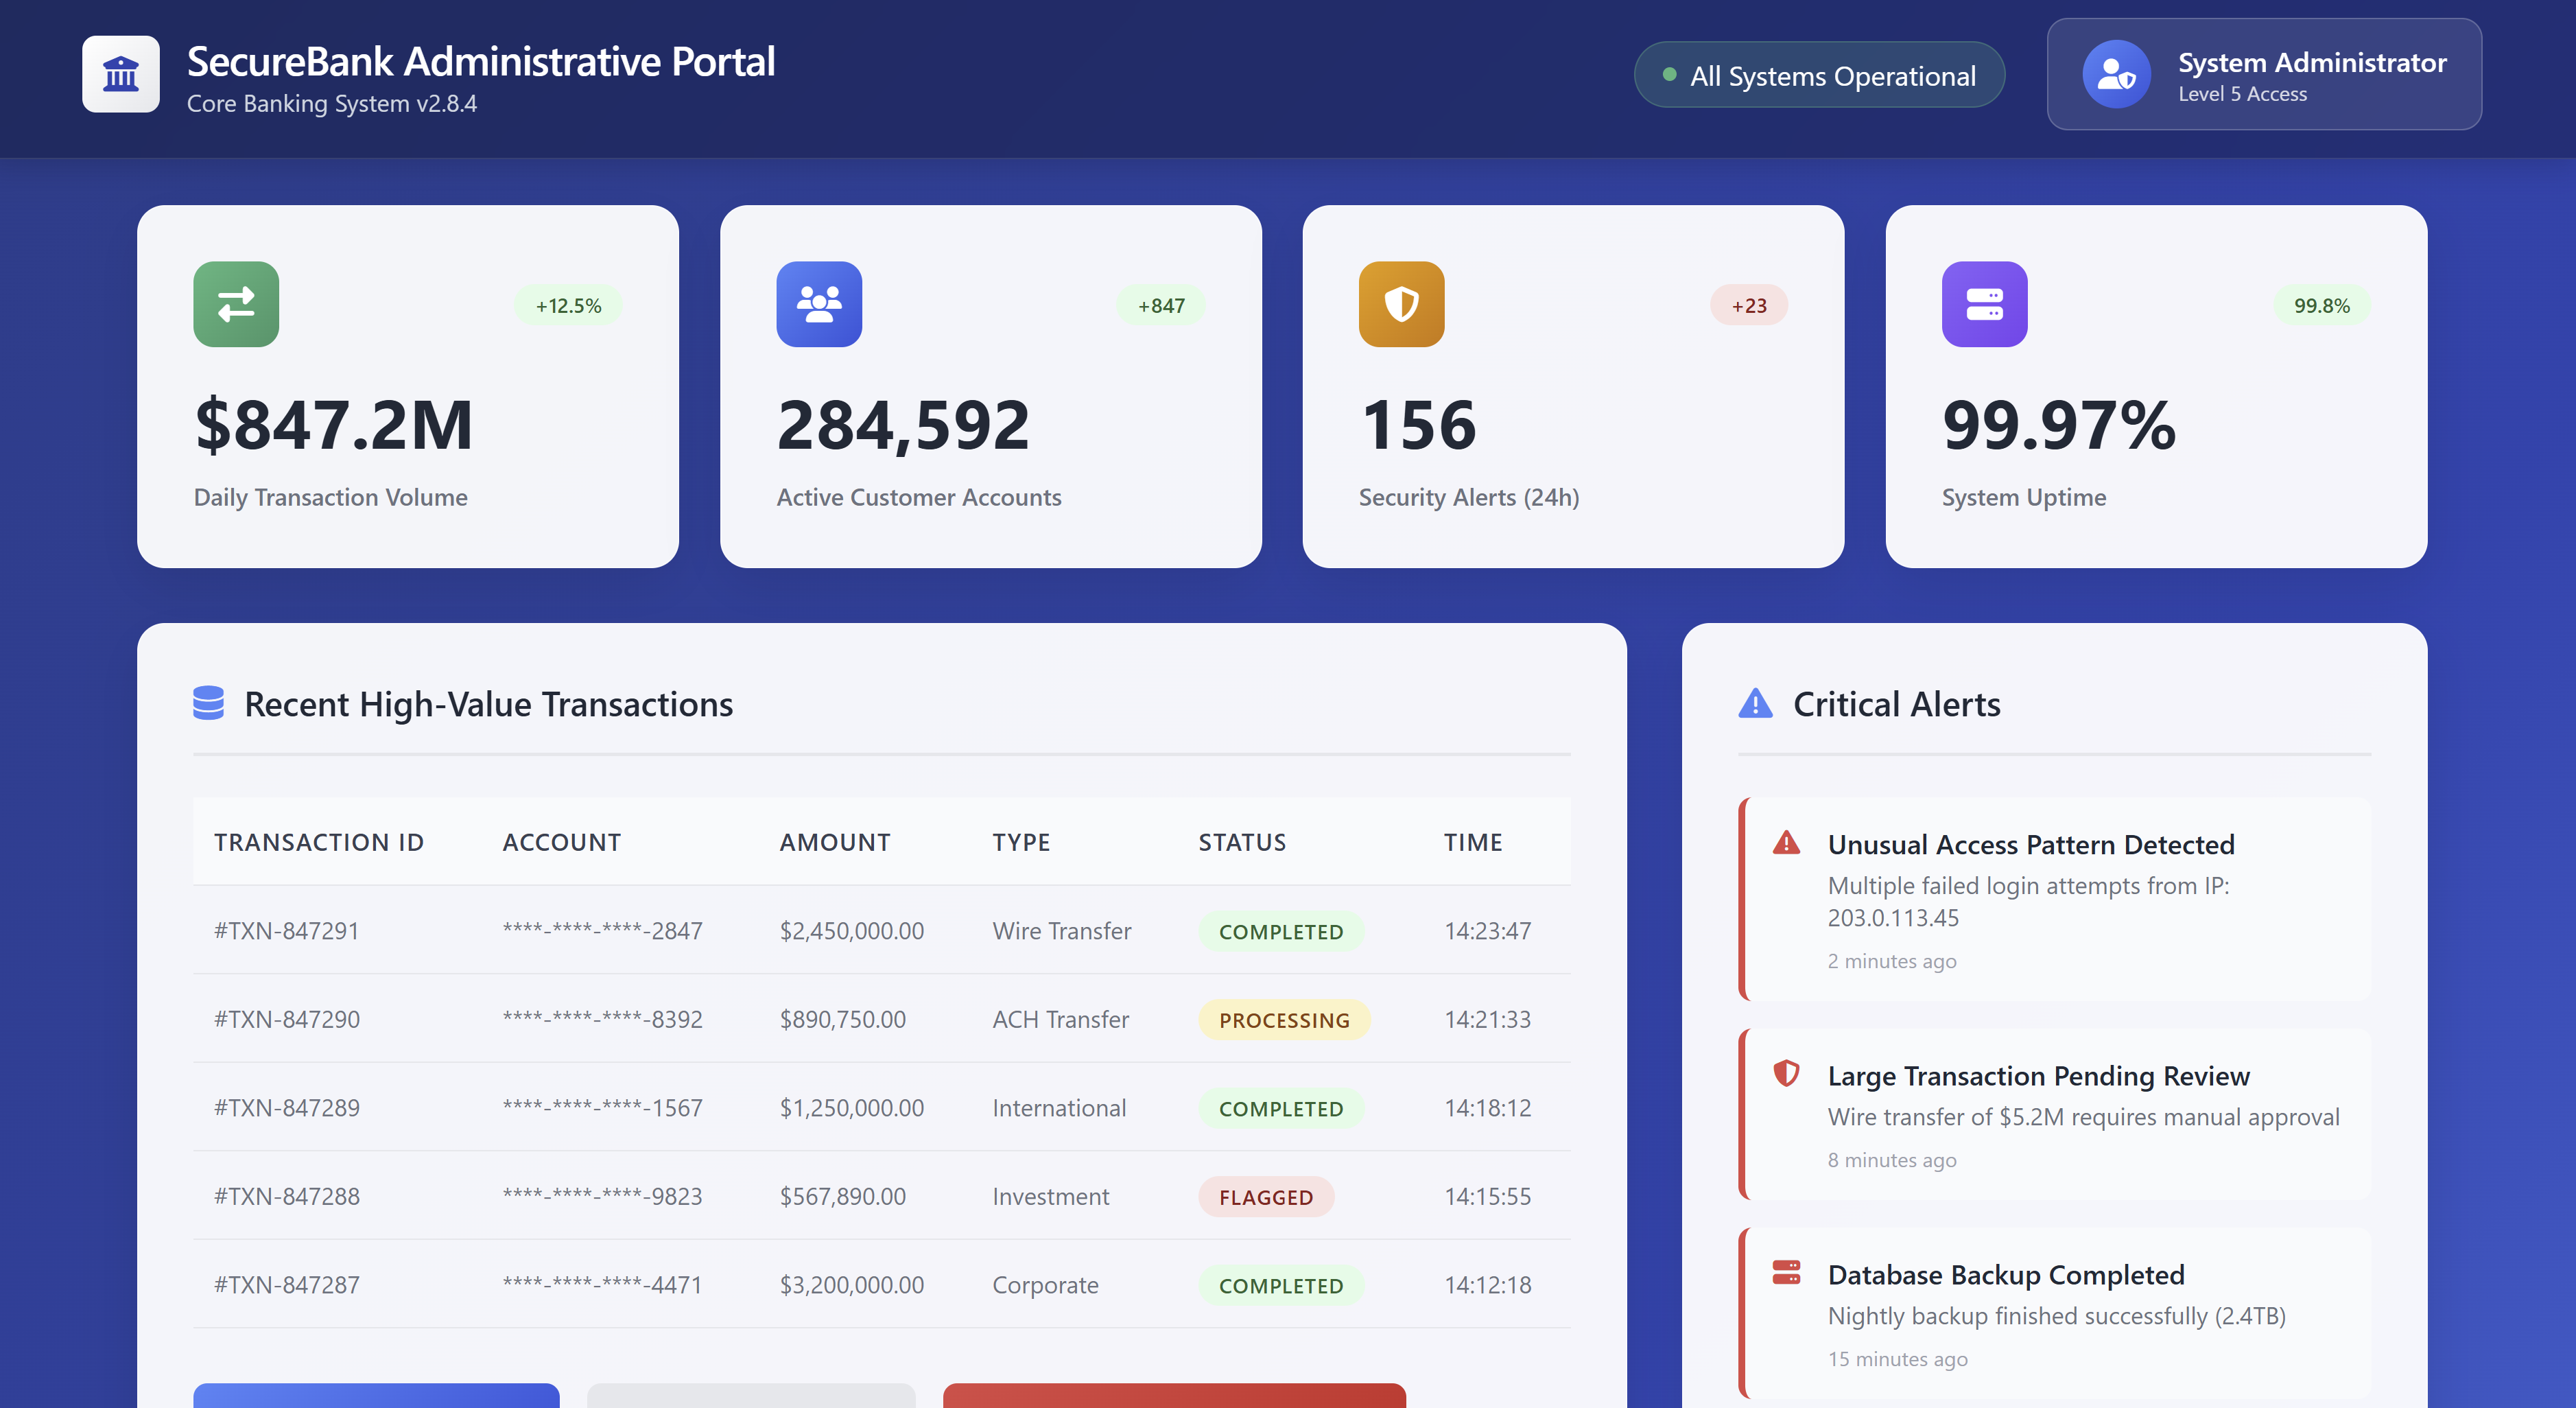 SecureBank Administrative Portal
Core Banking System v2.8.4
All Systems Operational
System Administrator
Level 5 Access
+12.5%
$847.2M
Daily Transaction Volume
+847
284,592
Active Customer Accounts
+23
156
Security Alerts (24h)
99.8%
99.97%
System Uptime
Recent High-Value Transactions
TRANSACTION ID ACCOUNT AMOUNT TYPE STATUS TIME
#TXN-847291 ****-****-****-2847 $2,450,000.00 Wire Transfer COMPLETED 14:23:47
#TXN-847290 ****-****-****-8392 $890,750.00 ACH Transfer PROCESSING 14:21:33
#TXN-847289 ****-****-****-1567 $1,250,000.00 International COMPLETED 14:18:12
#TXN-847288 ****-****-****-9823 $567,890.00 Investment FLAGGED 14:15:55
#TXN-847287 ****-****-****-4471 $3,200,000.00 Corporate COMPLETED 14:12:18
Critical Alerts
Unusual Access Pattern Detected
Multiple failed login attempts from IP:
203.0.113.45
2 minutes ago
Large Transaction Pending Review
Wire transfer of $5.2M requires manual approval
8 minutes ago
Database Backup Completed
Nightly backup finished successfully (2.4TB)
15 minutes ago